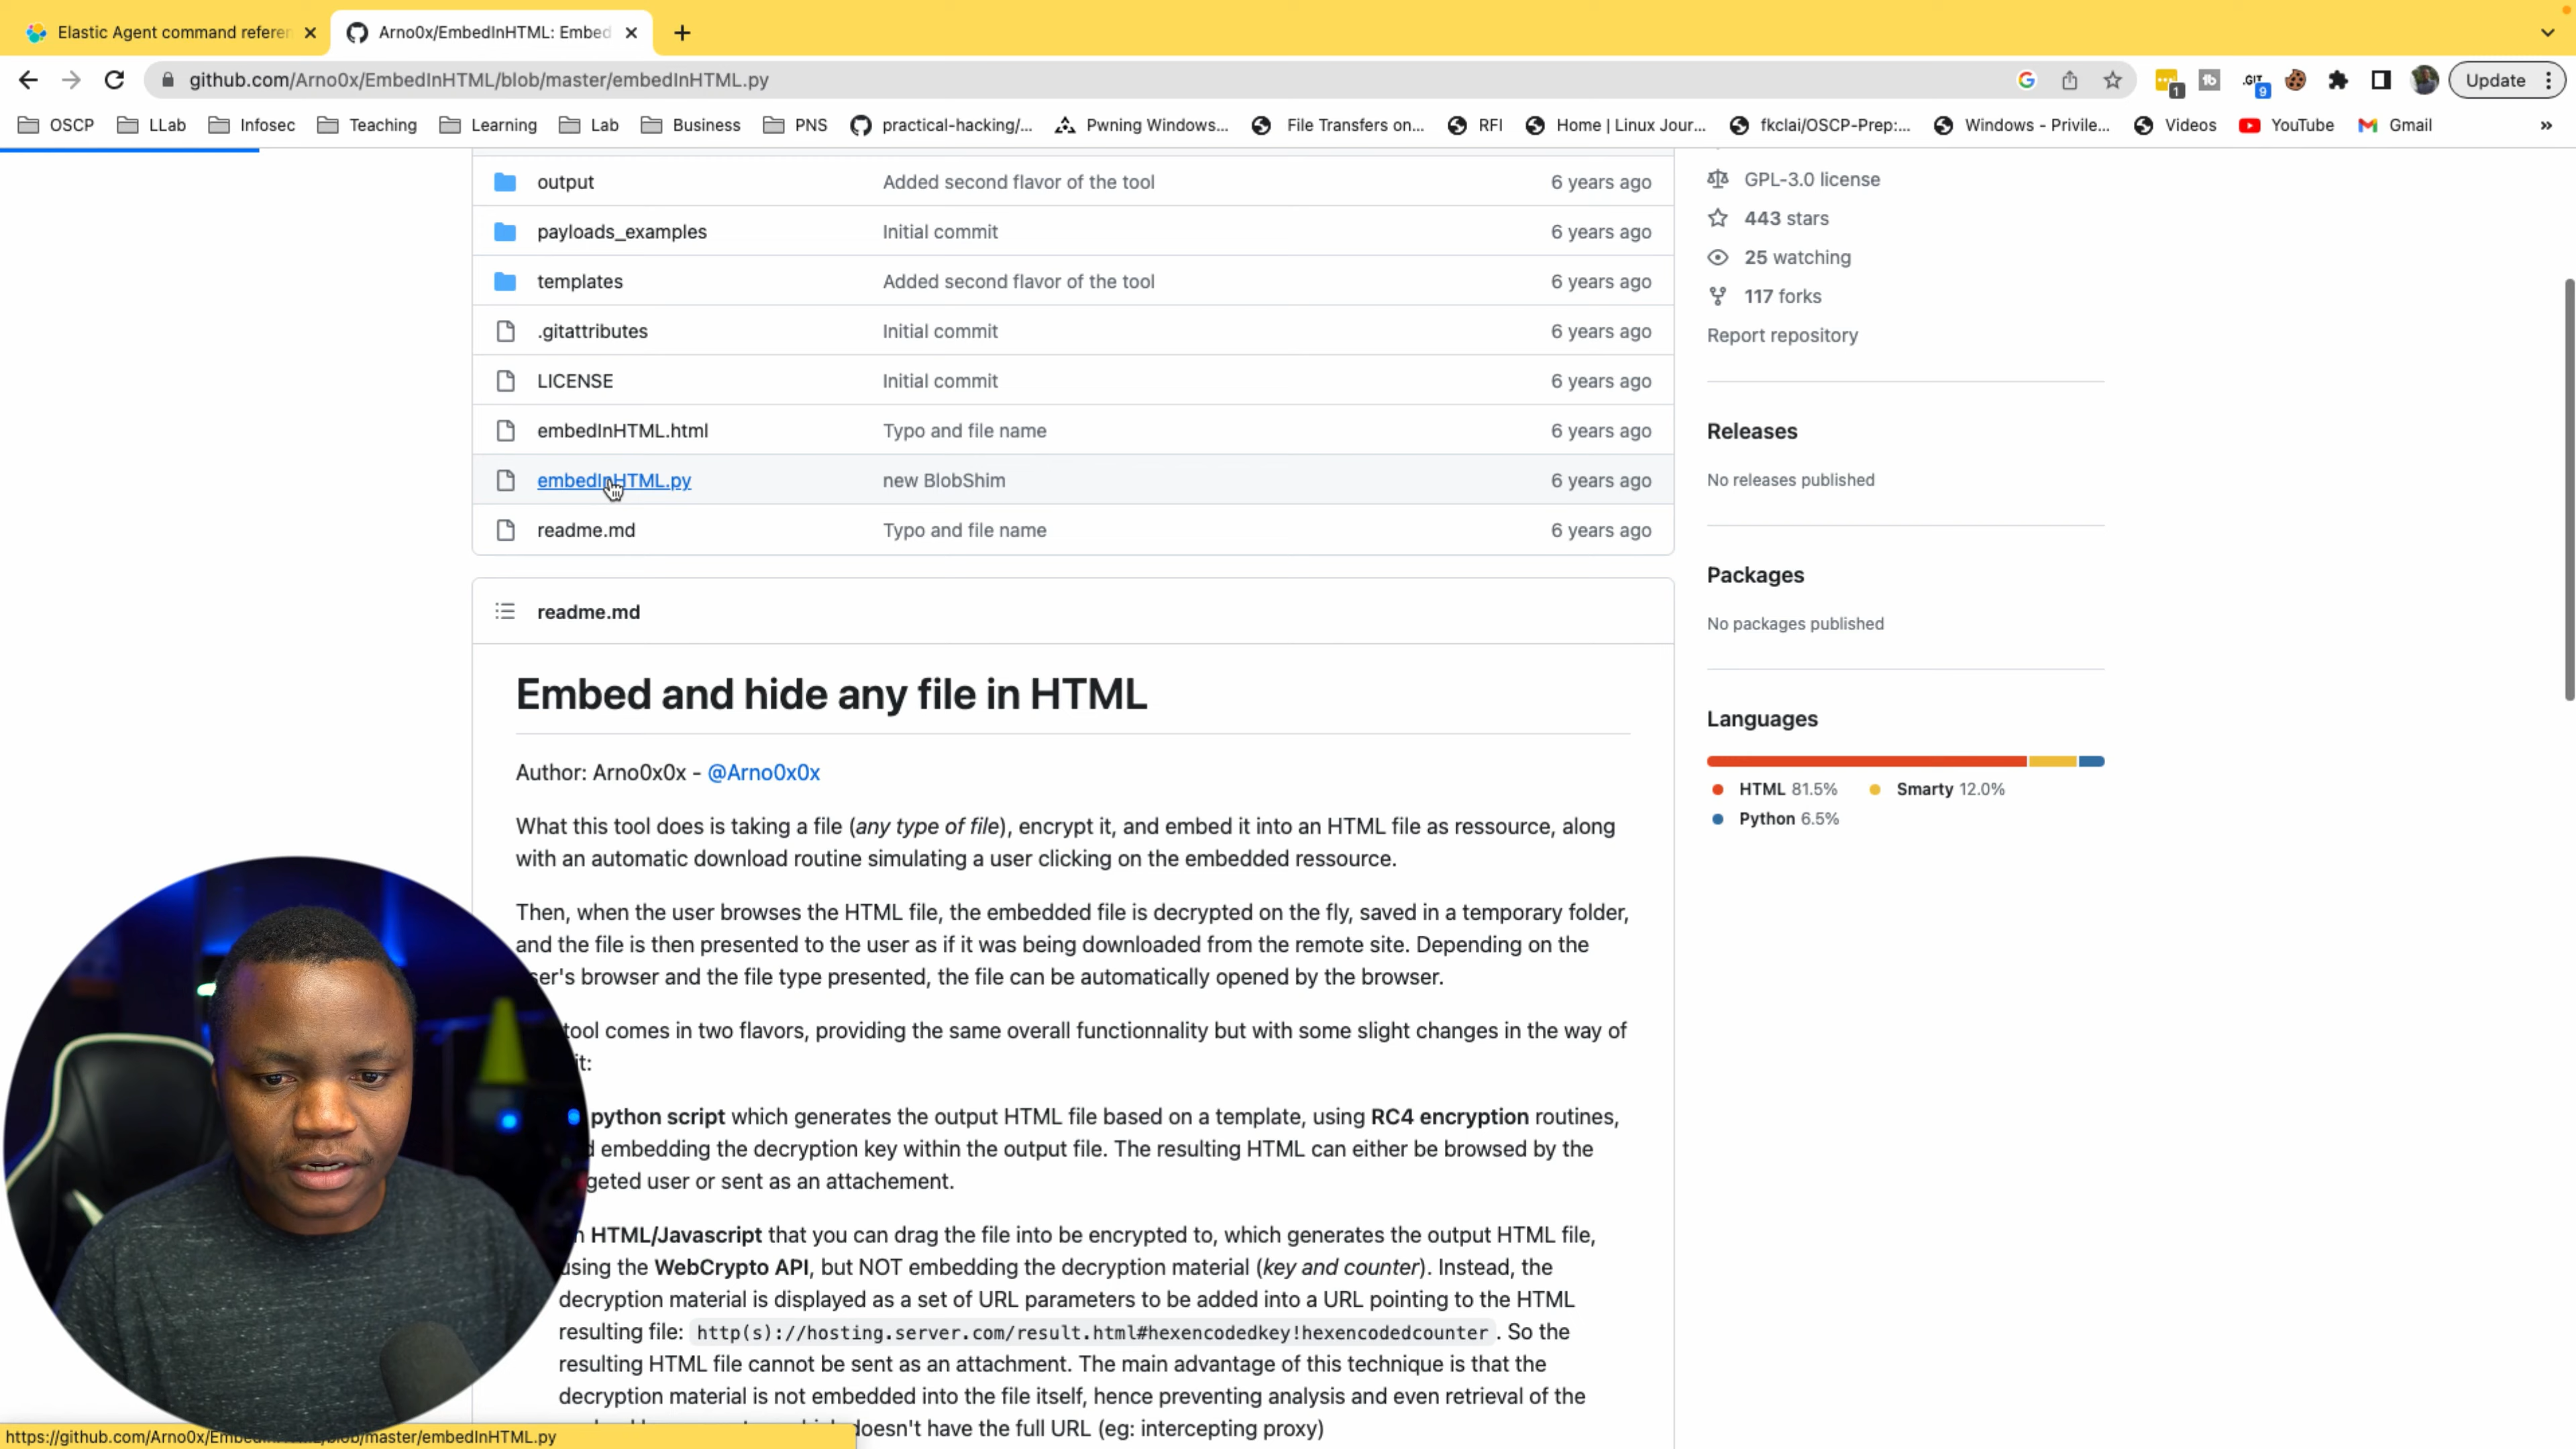 Elastic Agent command referen
Arno0x/EmbedInHTML: Embed
github.com/Arno0x/EmbedInHTML/blob/master/embedInHTML.py
1
.GIT
9
Update
OSCP
LLab
Infosec
Teaching
Learning
Lab
Business
PNS
practical-hacking/...
Pwning Windows...
File Transfers on...
RFI
Home | Linux Jour...
fkclai/OSCP-Prep:...
Windows - Privile...
Videos
YouTube
Gmail
»
output Added second flavor of the tool 6 years ago
payloads_examples Initial commit 6 years ago
templates Added second flavor of the tool 6 years ago
.gitattributes Initial commit 6 years ago
LICENSE Initial commit 6 years ago
embedInHTML.html Typo and file name 6 years ago
embedInHTML.py new BlobShim 6 years ago
readme.md Typo and file name 6 years ago
GPL-3.0 license
443 stars
25 watching
117 forks
Report repository
Releases
No releases published
Packages
No packages published
Languages
HTML 81.5% Smarty 12.0%
Python 6.5%
readme.md
Embed and hide any file in HTML
Author: Arno0x0x - @Arno0x0x
What this tool does is taking a file (any type of file), encrypt it, and embed it into an HTML file as ressource, along
with an automatic download routine simulating a user clicking on the embedded ressource.
Then, when the user browses the HTML file, the embedded file is decrypted on the fly, saved in a temporary folder,
and the file is then presented to the user as if it was being downloaded from the remote site. Depending on the
ser's browser and the file type presented, the file can be automatically opened by the browser.
tool comes in two flavors, providing the same overall functionnality but with some slight changes in the way of
it:
python script which generates the output HTML file based on a template, using RC4 encryption routines,
embedding the decryption key within the output file. The resulting HTML can either be browsed by the
geted user or sent as an attachement.
HTML/Javascript that you can drag the file into be encrypted to, which generates the output HTML file,
using the WebCrypto API, but NOT embedding the decryption material (key and counter). Instead, the
decryption material is displayed as a set of URL parameters to be added into a URL pointing to the HTML
resulting file: http(s)://hosting.server.com/result.html#hexencodedkey!hexencodedcounter . So the
resulting HTML file cannot be sent as an attachment. The main advantage of this technique is that the
decryption material is not embedded into the file itself, hence preventing analysis and even retrieval of the
doesn't have the full URL (eg: intercepting proxy)
https://github.com/Arno0x/EmbedInHTML/blob/master/embedInHTML.py